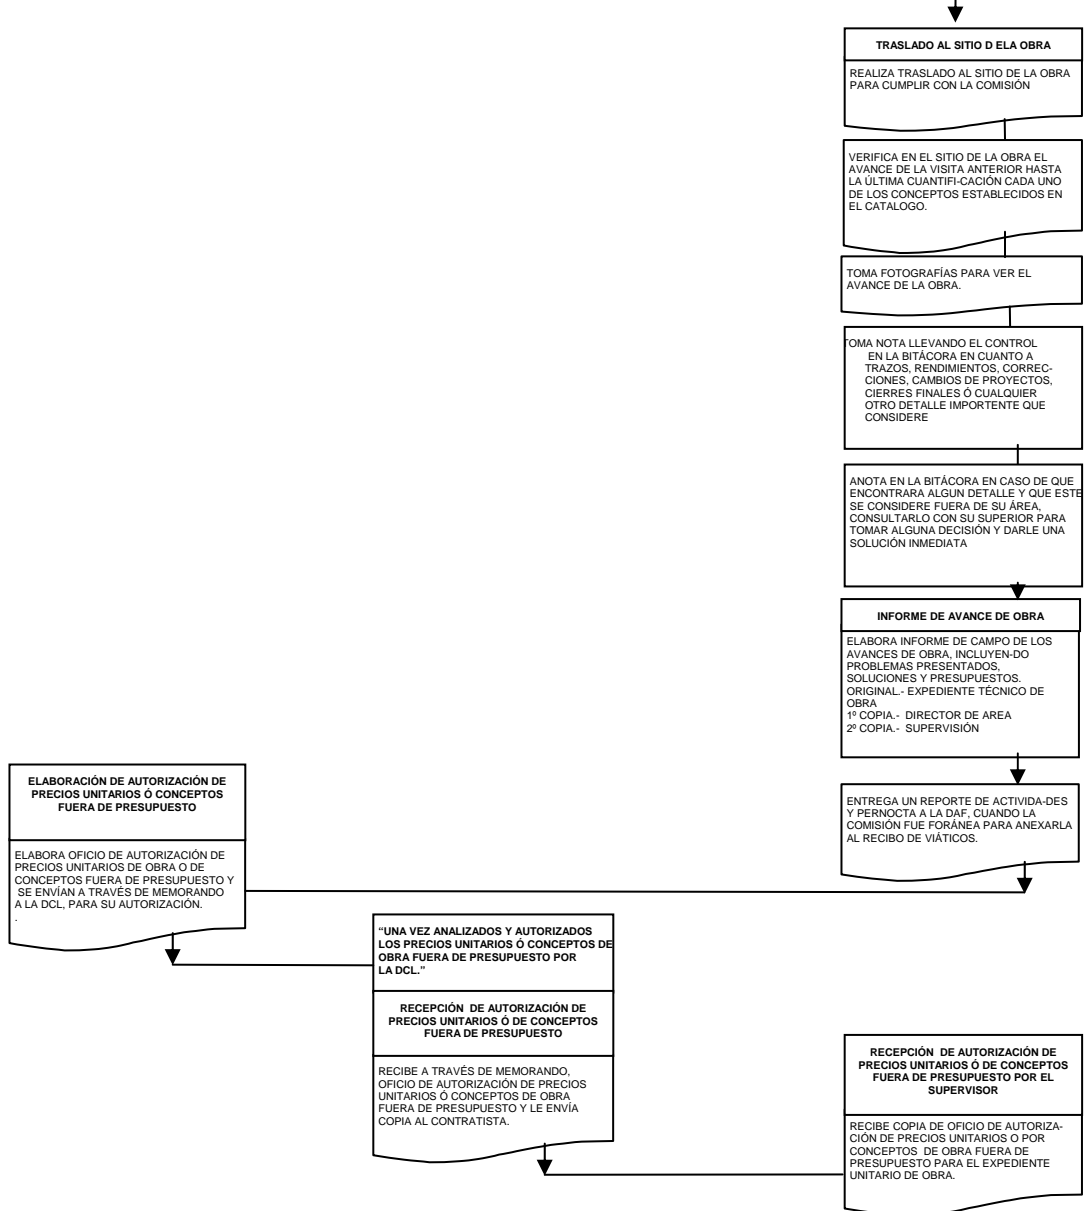 TRASLADO AL SITIO D ELA OBRA
REALIZA TRASLADO AL SITIO DE LA OBRA
PARA CUMPLIR CON LA COMISIÓN
VERIFICA EN EL SITIO DE LA OBRA EL
AVANCE DE LA VISITA ANTERIOR HASTA
LA ÚLTIMA CUANTIFI-CACIÓN CADA UNO
DE LOS CONCEPTOS ESTABLECIDOS EN
EL CATALOGO.
TOMA FOTOGRAFÍAS PARA VER EL
AVANCE DE LA OBRA.
TOMA NOTA LLEVANDO EL CONTROL
EN LA BITÁCORA EN CUANTO A
TRAZOS, RENDIMIENTOS, CORREC-
CIONES, CAMBIOS DE PROYECTOS,
CIERRES FINALES Ó CUALQUIER
OTRO DETALLE IMPORTENTE QUE
CONSIDERE
ANOTA EN LA BITÁCORA EN CASO DE QUE
ENCONTRARA ALGUN DETALLE Y QUE ESTE
SE CONSIDERE FUERA DE SU ÁREA,
CONSULTARLO CON SU SUPERIOR PARA
TOMAR ALGUNA DECISIÓN Y DARLE UNA
SOLUCIÓN INMEDIATA
INFORME DE AVANCE DE OBRA
ELABORA INFORME DE CAMPO DE LOS
AVANCES DE OBRA, INCLUYEN-DO
PROBLEMAS PRESENTADOS,
SOLUCIONES Y PRESUPUESTOS.
ORIGINAL.- EXPEDIENTE TÉCNICO DE
OBRA
1º COPIA.- DIRECTOR DE AREA
2º COPIA.- SUPERVISIÓN
ENTREGA UN REPORTE DE ACTIVIDA-DES
Y PERNOCTA A LA DAF, CUANDO LA
COMISIÓN FUE FORÁNEA PARA ANEXARLA
AL RECIBO DE VIÁTICOS.
ELABORACIÓN DE AUTORIZACIÓN DE
PRECIOS UNITARIOS Ó CONCEPTOS
FUERA DE PRESUPUESTO
ELABORA OFICIO DE AUTORIZACIÓN DE
PRECIOS UNITARIOS DE OBRA O DE
CONCEPTOS FUERA DE PRESUPUESTO Y
SE ENVÍAN A TRAVÉS DE MEMORANDO
A LA DCL, PARA SU AUTORIZACIÓN.
.
“UNA VEZ ANALIZADOS Y AUTORIZADOS
LOS PRECIOS UNITARIOS Ó CONCEPTOS DE
OBRA FUERA DE PRESUPUESTO POR
LA DCL.”
RECEPCIÓN DE AUTORIZACIÓN DE
PRECIOS UNITARIOS Ó DE CONCEPTOS
FUERA DE PRESUPUESTO
RECIBE A TRAVÉS DE MEMORANDO,
OFICIO DE AUTORIZACIÓN DE PRECIOS
UNITARIOS Ó CONCEPTOS DE OBRA
FUERA DE PRESUPUESTO Y LE ENVÍA
COPIA AL CONTRATISTA.
RECEPCIÓN DE AUTORIZACIÓN DE
PRECIOS UNITARIOS Ó DE CONCEPTOS
FUERA DE PRESUPUESTO POR EL
SUPERVISOR
RECIBE COPIA DE OFICIO DE AUTORIZA-
CIÓN DE PRECIOS UNITARIOS O POR
CONCEPTOS DE OBRA FUERA DE
PRESUPUESTO PARA EL EXPEDIENTE
UNITARIO DE OBRA.